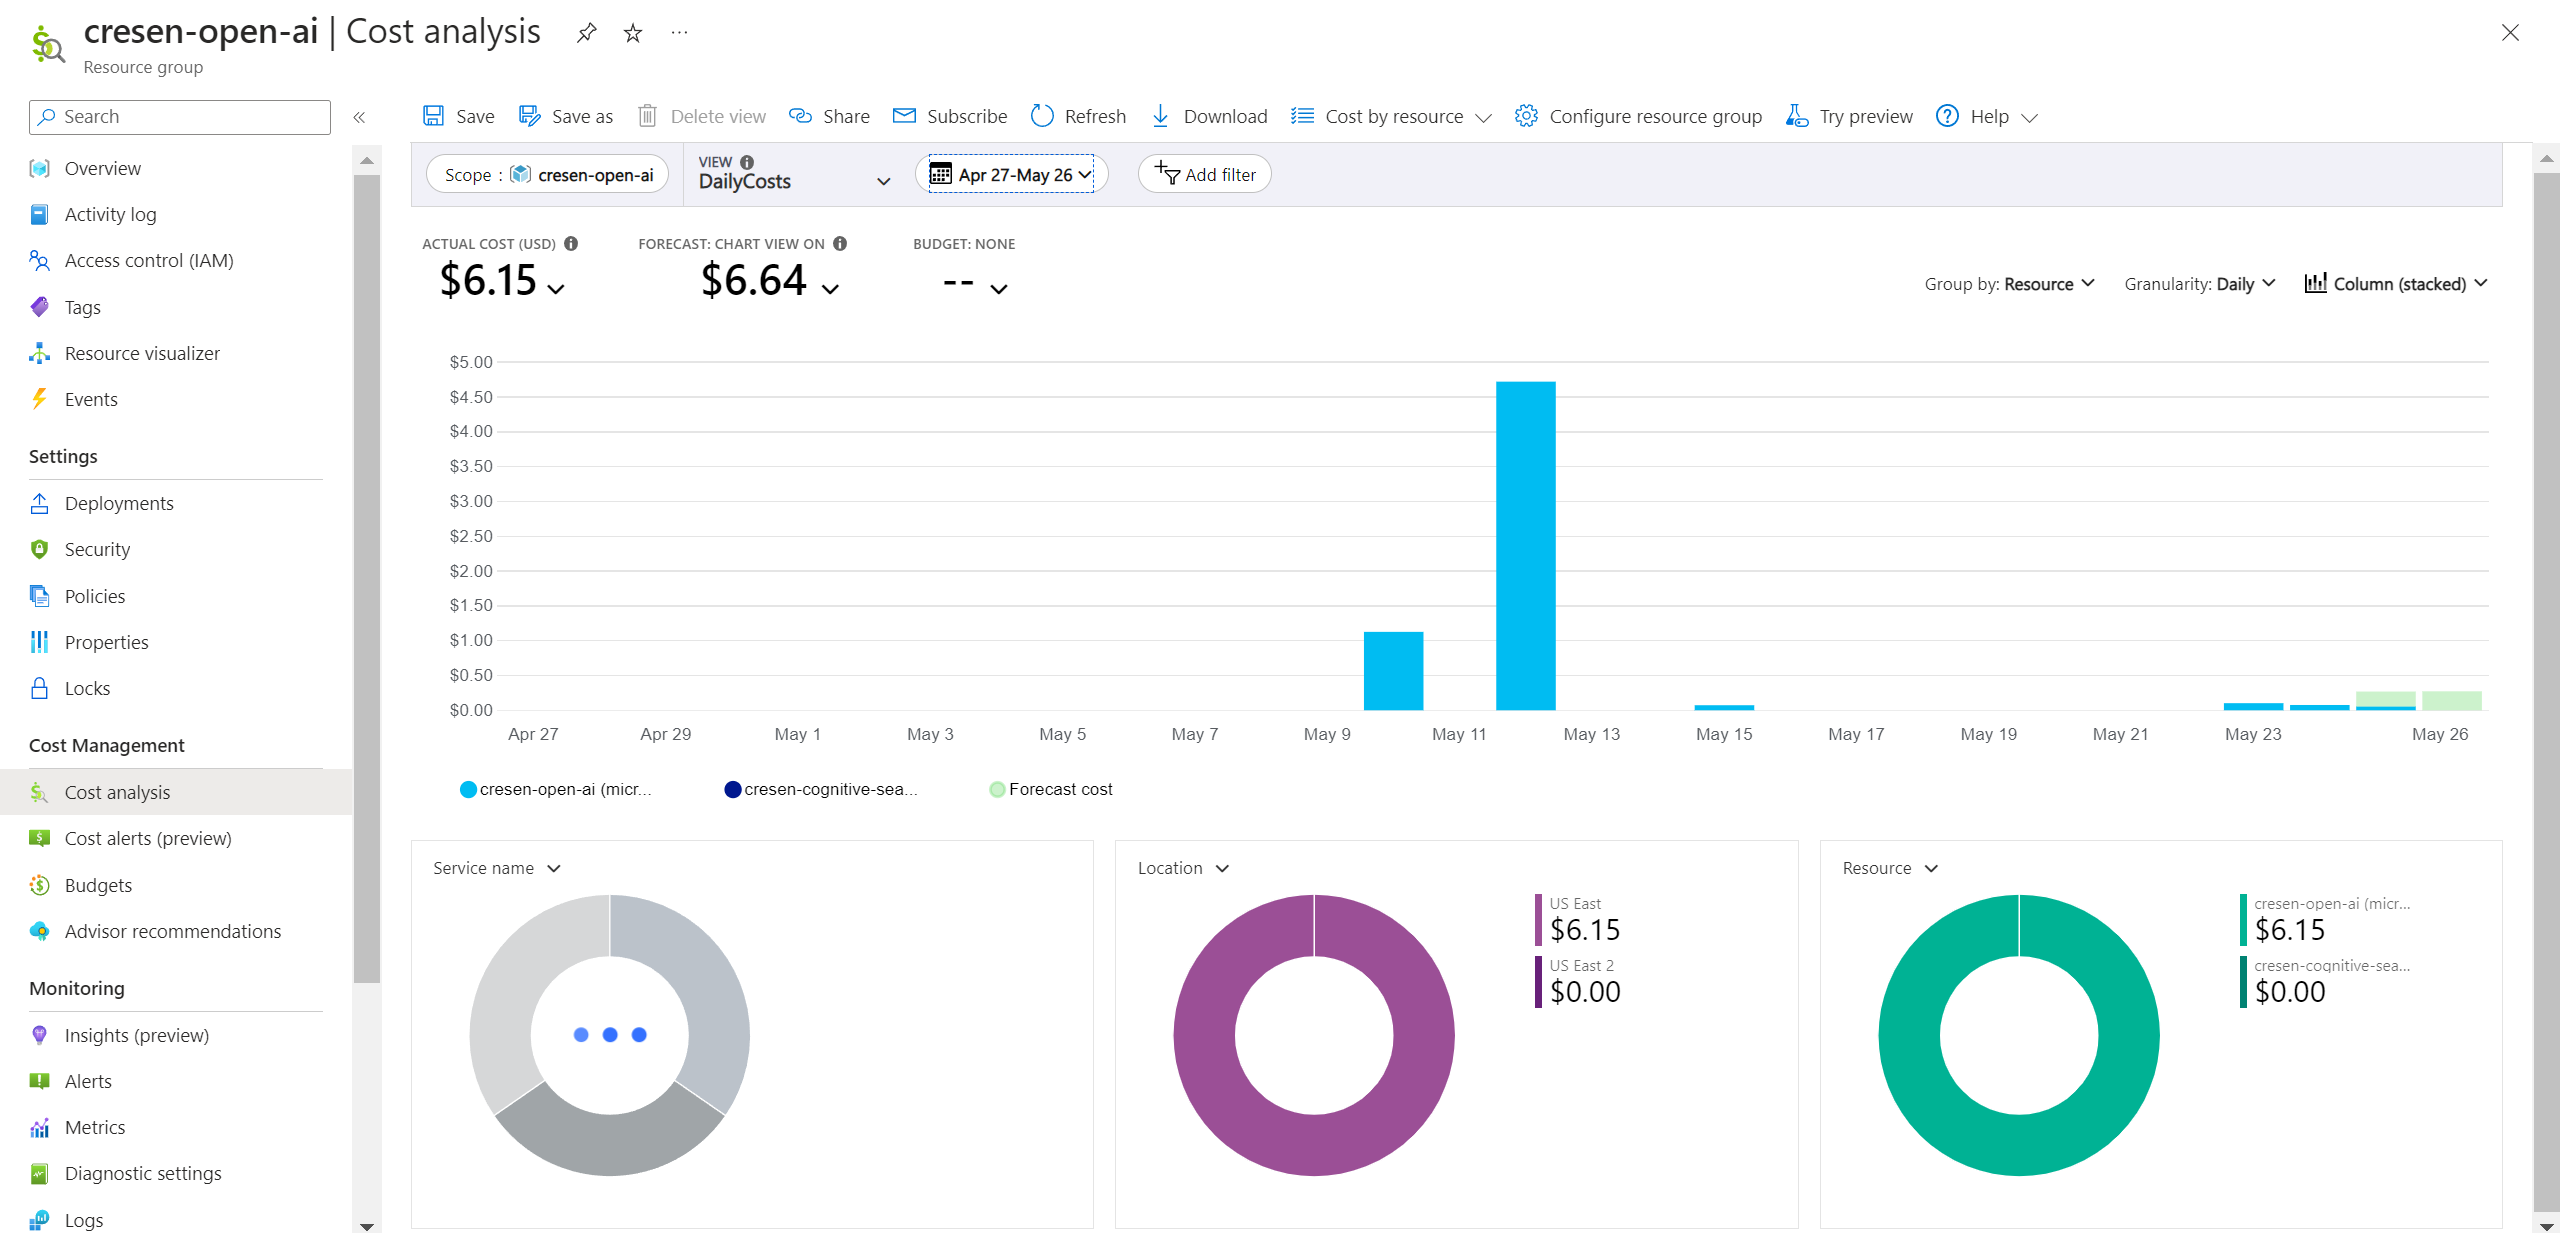 cresen-open-ai | Cost analysis
Resource group
Search
Overview
Activity log
Access control (IAM)
Tags
Resource visualizer
Events
Settings
Deployments
Security
Policies
Properties
Locks
Cost Management
Cost analysis
Cost alerts (preview)
Budgets
Advisor recommendations
Monitoring
Insights (preview)
Alerts
Metrics
Diagnostic settings
Logs
Save Save as Delete view Share Subscribe Refresh Download Cost by resource Configure resource group Try preview Help
Scope : cresen-open-ai
VIEW
DailyCosts
Apr 27-May 26
Add filter
ACTUAL COST (USD)
$6.15
FORECAST: CHART VIEW ON
$6.64
BUDGET: NONE
--
Group by: Resource Granularity: Daily Column (stacked)
$5.00
$4.50
$4.00
$3.50
$3.00
$2.50
$2.00
$1.50
$1.00
$0.50
$0.00
Apr 27 Apr 29 May 1 May 3 May 5 May 7 May 9 May 11 May 13 May 15 May 17 May 19 May 21 May 23 May 26
cresen-open-ai (micr... cresen-cognitive-sea... Forecast cost
Service name
Location
US East
$6.15
US East 2
$0.00
Resource
cresen-open-ai (micr...
$6.15
cresen-cognitive-sea...
$0.00